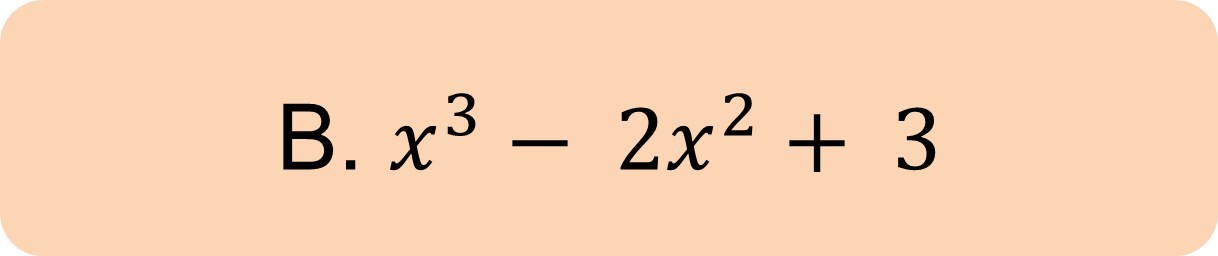 B. x³ − 2x² + 3